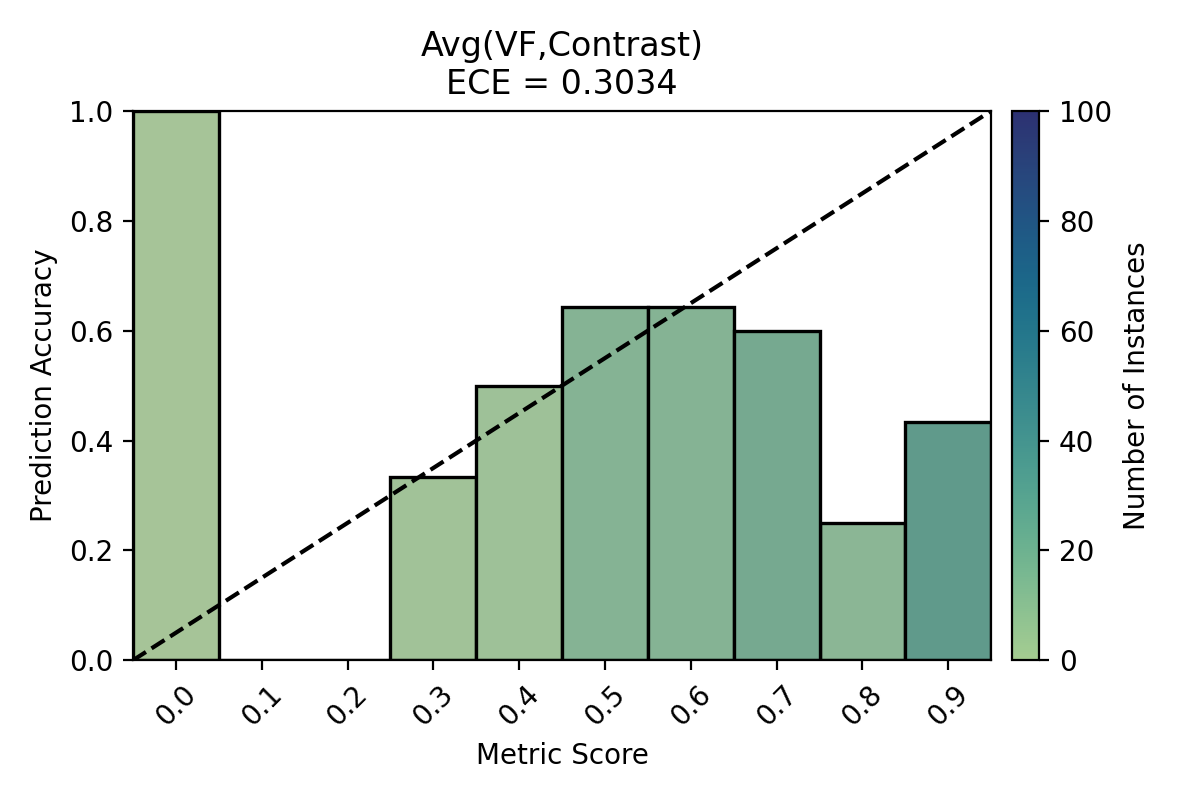 Avg(VF,Contrast)
ECE = 0.3034
Prediction Accuracy
1.0
0.8
0.6
0.4
0.2
0.0
0.0 0.1 0.2 0.3 0.4 0.5 0.6 0.7 0.8 0.9
Metric Score
100
80
60
40
20
0
Number of Instances